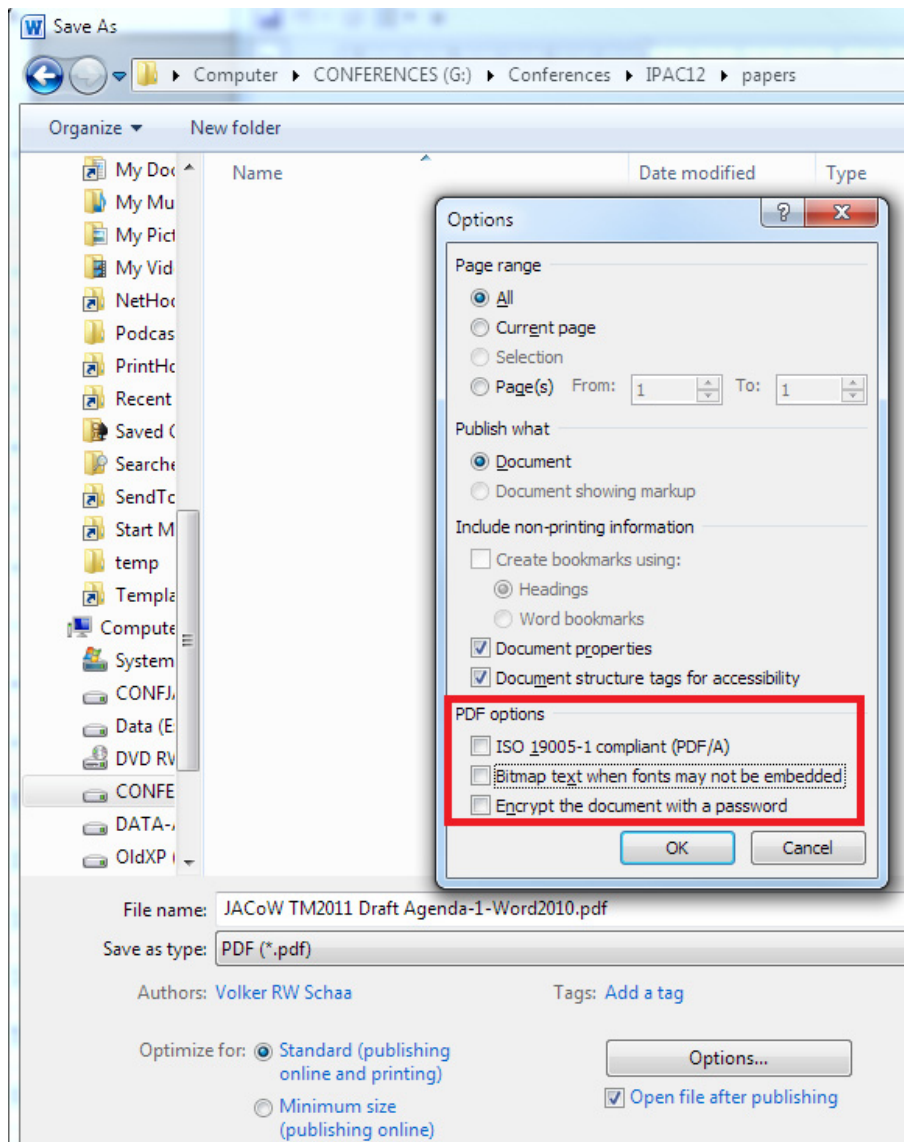 Save As
Computer CONFERENCES (G:) Conferences IPAC12 papers
Organize New folder
Name Date modified Type
My Doc
My Mu
My Pict
My Vid
NetHoo
Podcas
PrintHo
Recent
Saved
Searche
SendTo
Start M
temp
Templa
Compute
System
CONFJ
Data (E:
DVD RW
CONFE
DATA-
OldXP (
Options
Page range
All
Current page
Selection
Page(s) From: 1 To: 1
Publish what
Document
Document showing markup
Include non-printing information
Create bookmarks using:
Headings
Word bookmarks
Document properties
Document structure tags for accessibility
PDF options
ISO 19005-1 compliant (PDF/A)
Bitmap text when fonts may not be embedded
Encrypt the document with a password
OK Cancel
File name: JACoW TM2011 Draft Agenda-1-Word2010.pdf
Save as type: PDF (*.pdf)
Authors: Volker RW Schaa Tags: Add a tag
Optimize for: Standard (publishing
online and printing)
Options...
Open file after publishing
Minimum size
(publishing online)